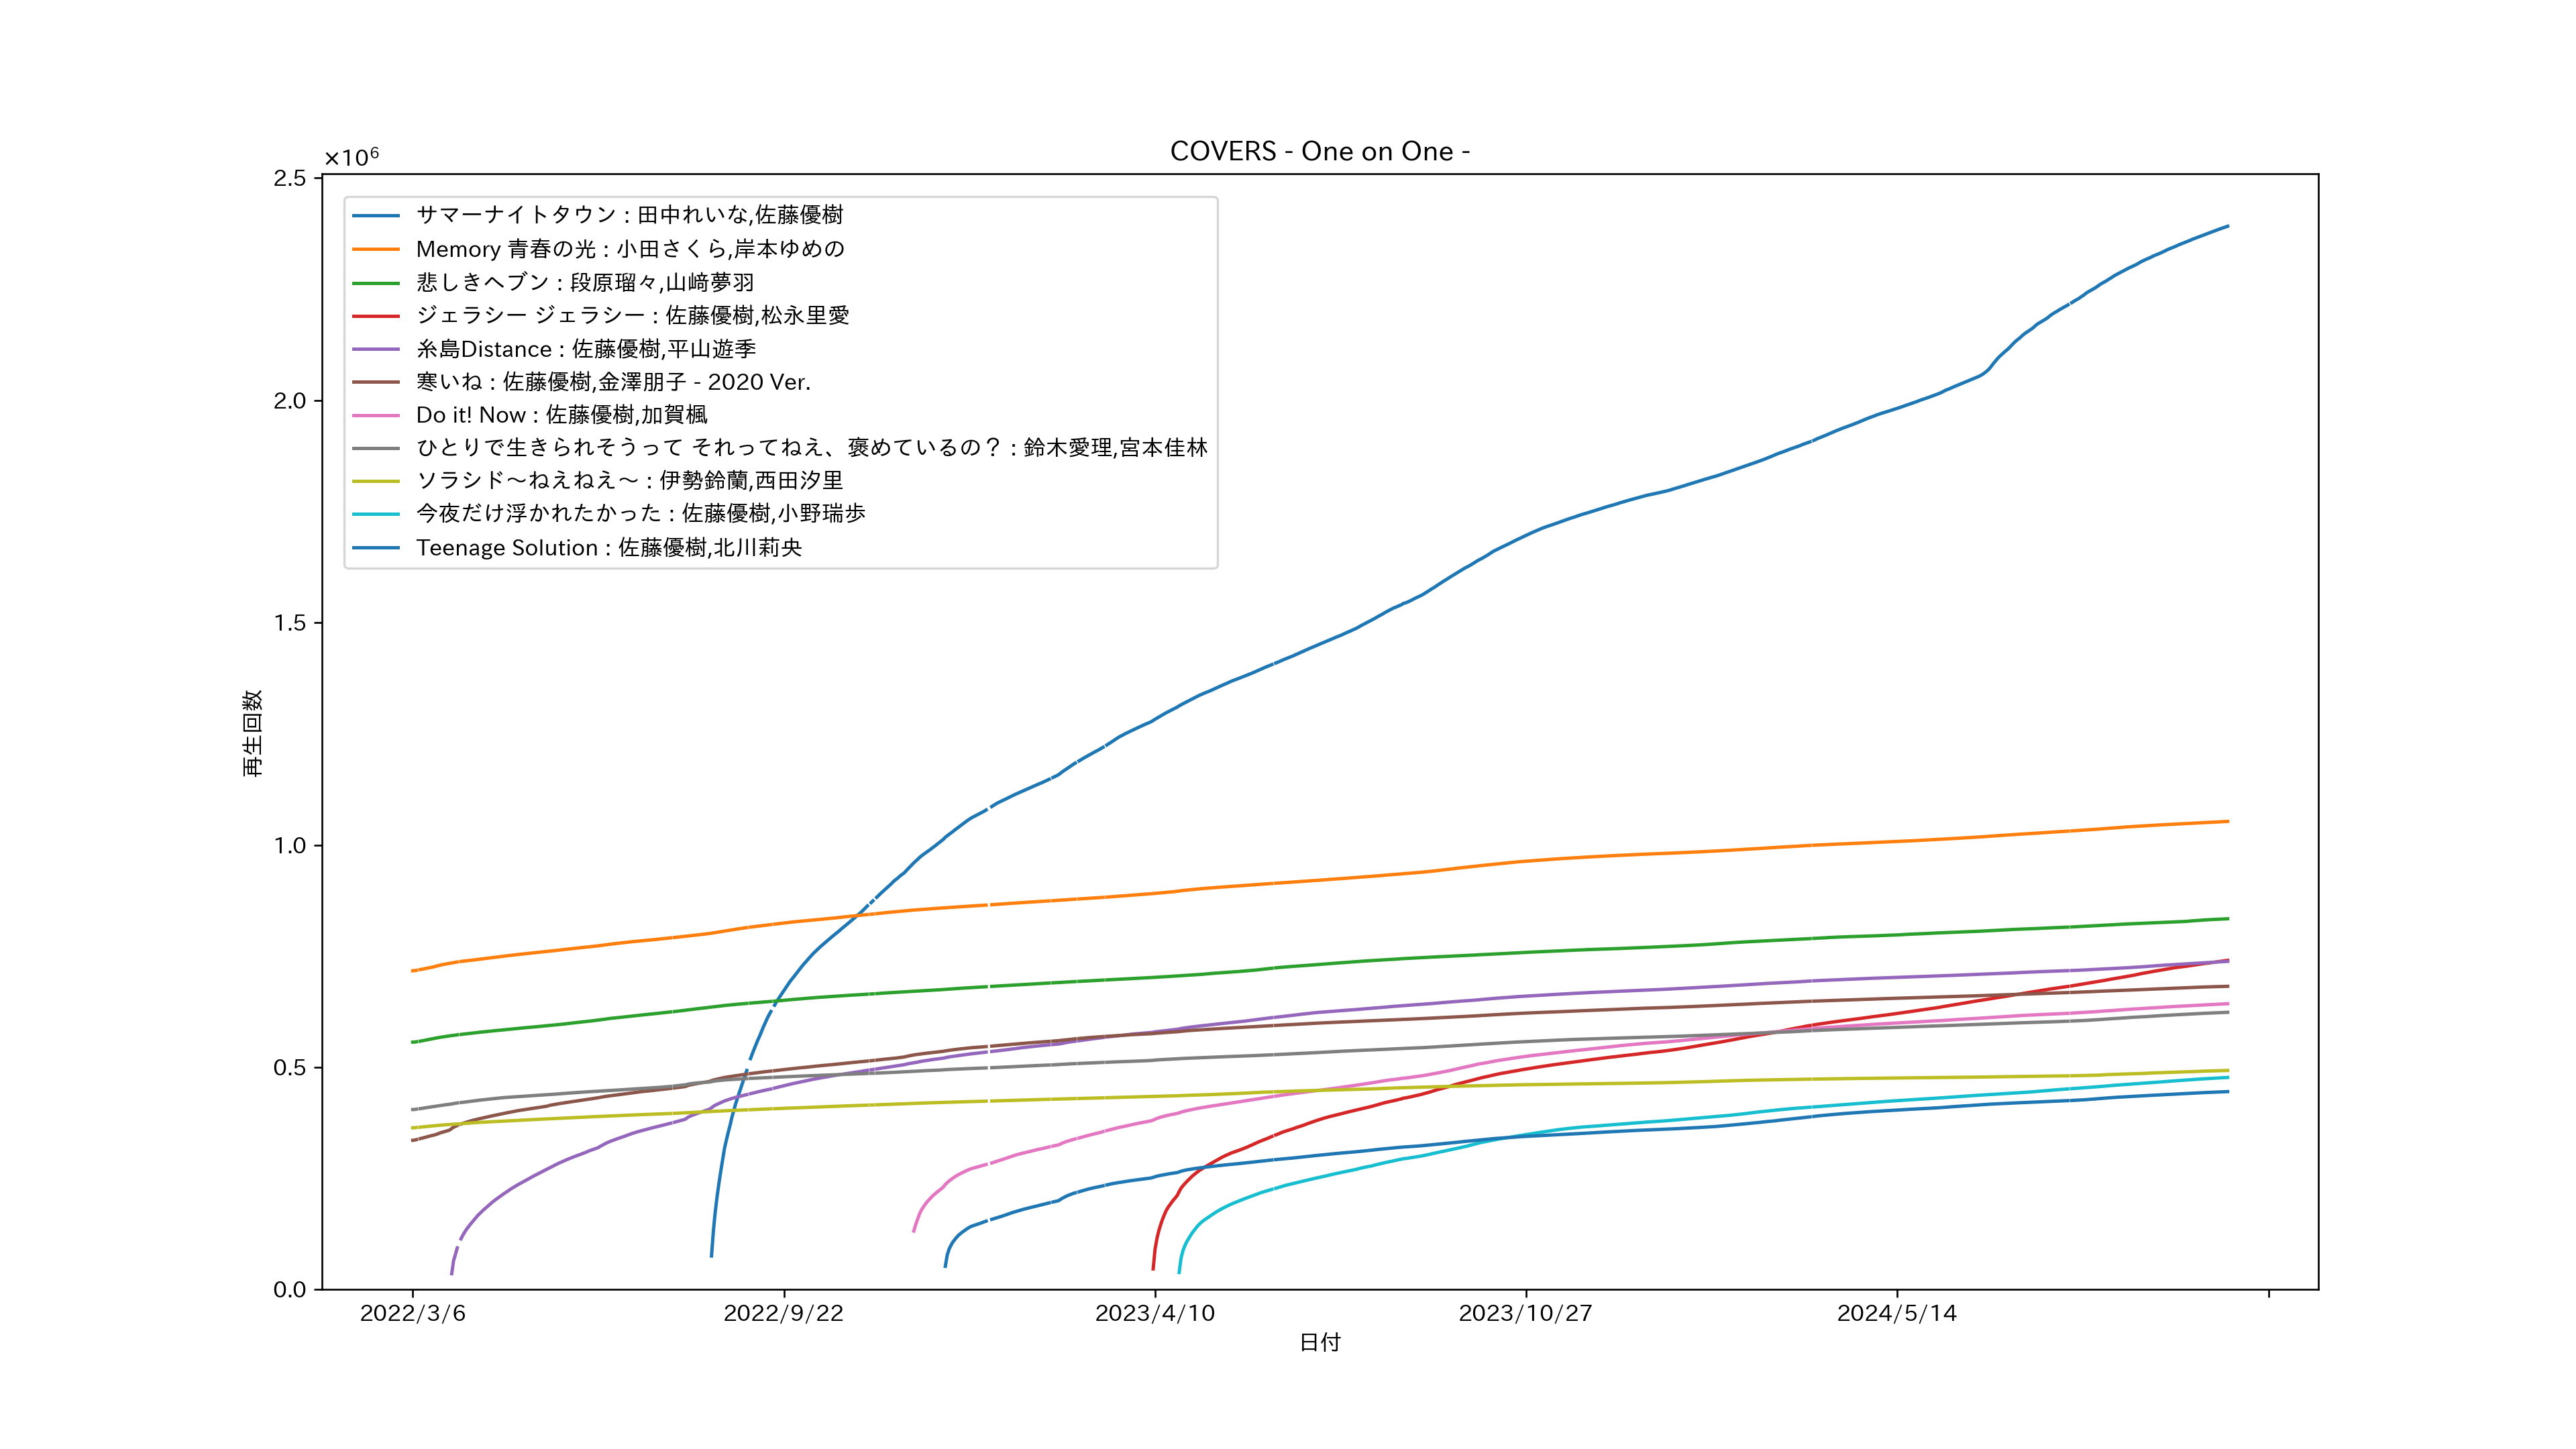 COVERS - One on One -
×10⁶
2.5
2.0
1.5
1.0
0.5
0.0
再生回数
サマーナイトタウン : 田中れいな,佐藤優樹
Memory 青春の光 : 小田さくら,岸本ゆめの
悲しきヘブン : 段原瑠々,山﨑夢羽
ジェラシー ジェラシー : 佐藤優樹,松永里愛
糸島Distance : 佐藤優樹,平山遊季
寒いね : 佐藤優樹,金澤朋子 - 2020 Ver.
Do it! Now : 佐藤優樹,加賀楓
ひとりで生きられそうって それってねえ、褒めているの？ : 鈴木愛理,宮本佳林
ソラシド～ねえねえ～ : 伊勢鈴蘭,西田汐里
今夜だけ浮かれたかった : 佐藤優樹,小野瑞歩
Teenage Solution : 佐藤優樹,北川莉央
2022/3/6 2022/9/22 2023/4/10 2023/10/27 2024/5/14
日付